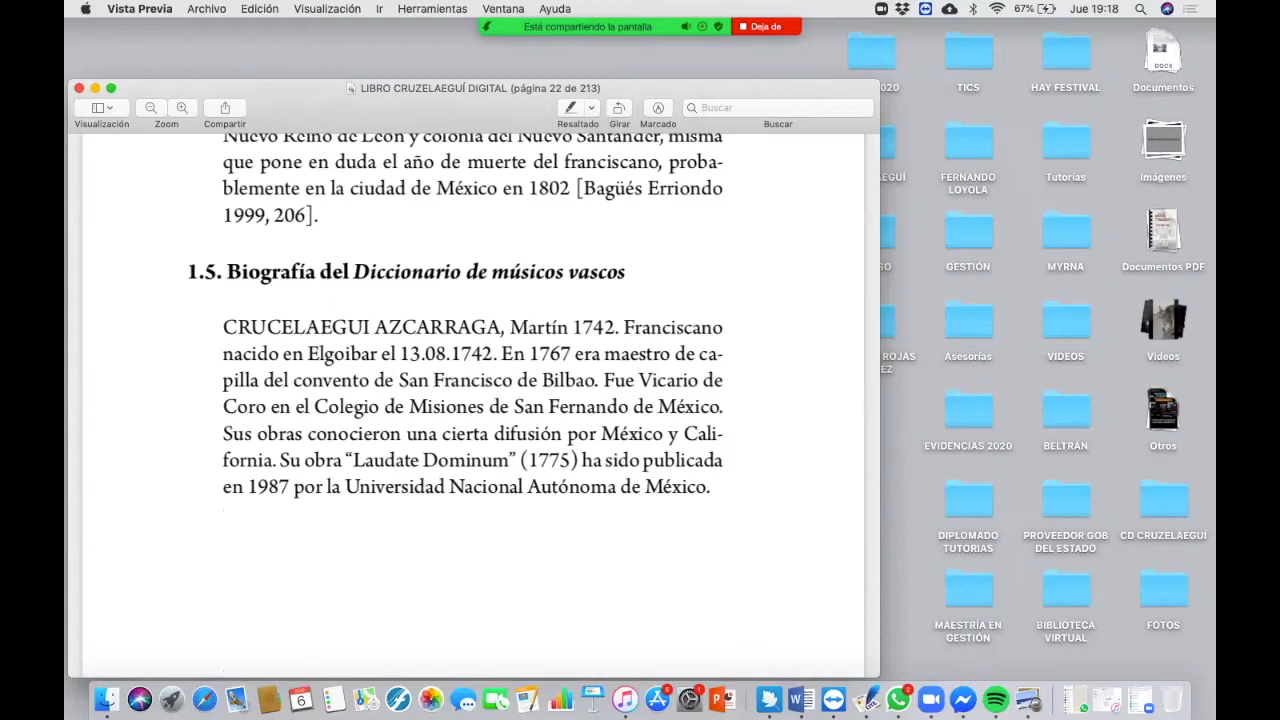 Vista Previa Archivo Edición Visualización Ir Herramientas Ventana Ayuda 67% Jue 19:18
Está compartiendo la pantalla Deja de
LIBRO CRUZELAEGUÍ DIGITAL (página 22 de 213)
Buscar
Visualización Zoom Compartir Resaltado Girar Marcado Buscar
Nuevo Reino de León y colonia del Nuevo Santander, misma
que pone en duda el año de muerte del franciscano, proba-
blemente en la ciudad de México en 1802 [Bagüés Erriondo
1999, 206].
1.5. Biografía del Diccionario de músicos vascos
CRUCELAEGUI AZCARRAGA, Martín 1742. Franciscano
nacido en Elgoibar el 13.08.1742. En 1767 era maestro de ca-
pilla del convento de San Francisco de Bilbao. Fue Vicario de
Coro en el Colegio de Misiones de San Fernando de México.
Sus obras conocieron una cierta difusión por México y Cali-
fornia. Su obra “Laudate Dominum” (1775) ha sido publicada
en 1987 por la Universidad Nacional Autónoma de México.
2020 TICS HAY FESTIVAL Documentos
DOCX
FERNANDO
LOYOLA
Tutorías Imágenes
GESTIÓN MYRNA Documentos PDF
ROJAS
Asesorías VIDEOS Videos
EVIDENCIAS 2020 BELTRÁN Otros
DIPLOMADO
TUTORIAS
PROVEEDOR GOB
DEL ESTADO
CD CRUZELAEGUÍ
MAESTRÍA EN
GESTIÓN
BIBLIOTECA
VIRTUAL
FOTOS
AGO
6